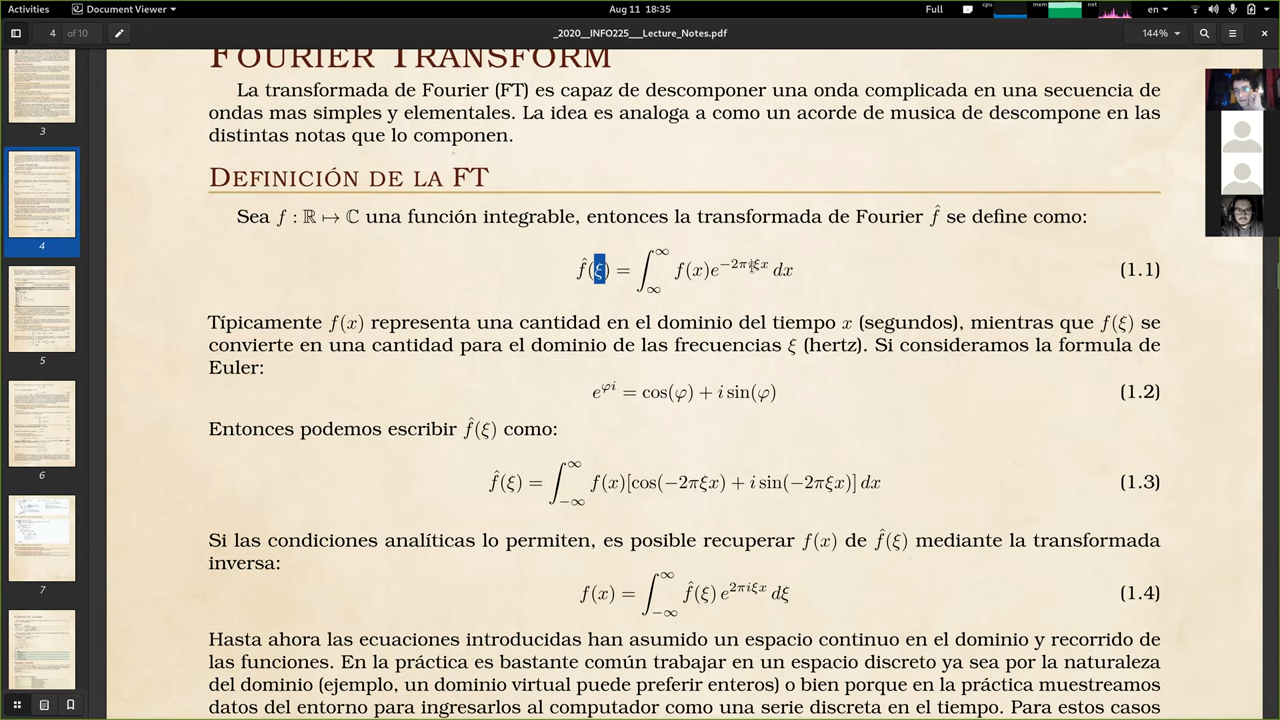 Activities Document Viewer Aug 11 18:35 Full cpu mem net en
4 of 10 _2020__INFO225___Lecture_Notes.pdf 144%
FOURIER TRANSFORM
La transformada de Fourier (FT) es capaz de descomponer una onda complicada en una secuencia de
ondas mas simples y elementales. La idea es analoga a como un acorde de musica de descompone en las
distintas notas que lo componen.
DEFINICIÓN DE LA FT
Sea f : ℝ ↦ ℂ una función integrable, entonces la transformada de Fourier f se define como:
f̂(ξ) = ∫_∞^∞ f(x)e^{−2πiξx} dx (1.1)
Típicamente f(x) representa una cantidad en el dominio del tiempo x (segundos), mientras que f(ξ) se
convierte en una cantidad para el dominio de las frecuencias ξ (hertz). Si consideramos la formula de
Euler:
e^{φi} = cos(φ) + i sin(φ) (1.2)
Entonces podemos escribir f̂(ξ) como:
f̂(ξ) = ∫_{−∞}^∞ f(x)[cos(−2πξx) + i sin(−2πξx)] dx (1.3)
Si las condiciones analíticas lo permiten, es posible recuperar f(x) de f̂(ξ) mediante la transformada
inversa:
f(x) = ∫_{−∞}^∞ f̂(ξ) e^{2πiξx} dξ (1.4)
Hasta ahora las ecuaciones introducidas han asumido un espacio continuo en el dominio y recorrido de
las funciones. En la práctica en ocasiones común trabajar en un espacio discreto ya sea por la naturaleza
del dominio (ejemplo, un demonio virtual puede preferir enteros) o bien porque en la práctica muestreamos
datos del entorno para ingresarlos al computador como una serie discreta en el tiempo. Para estos casos
3
4
5
6
7